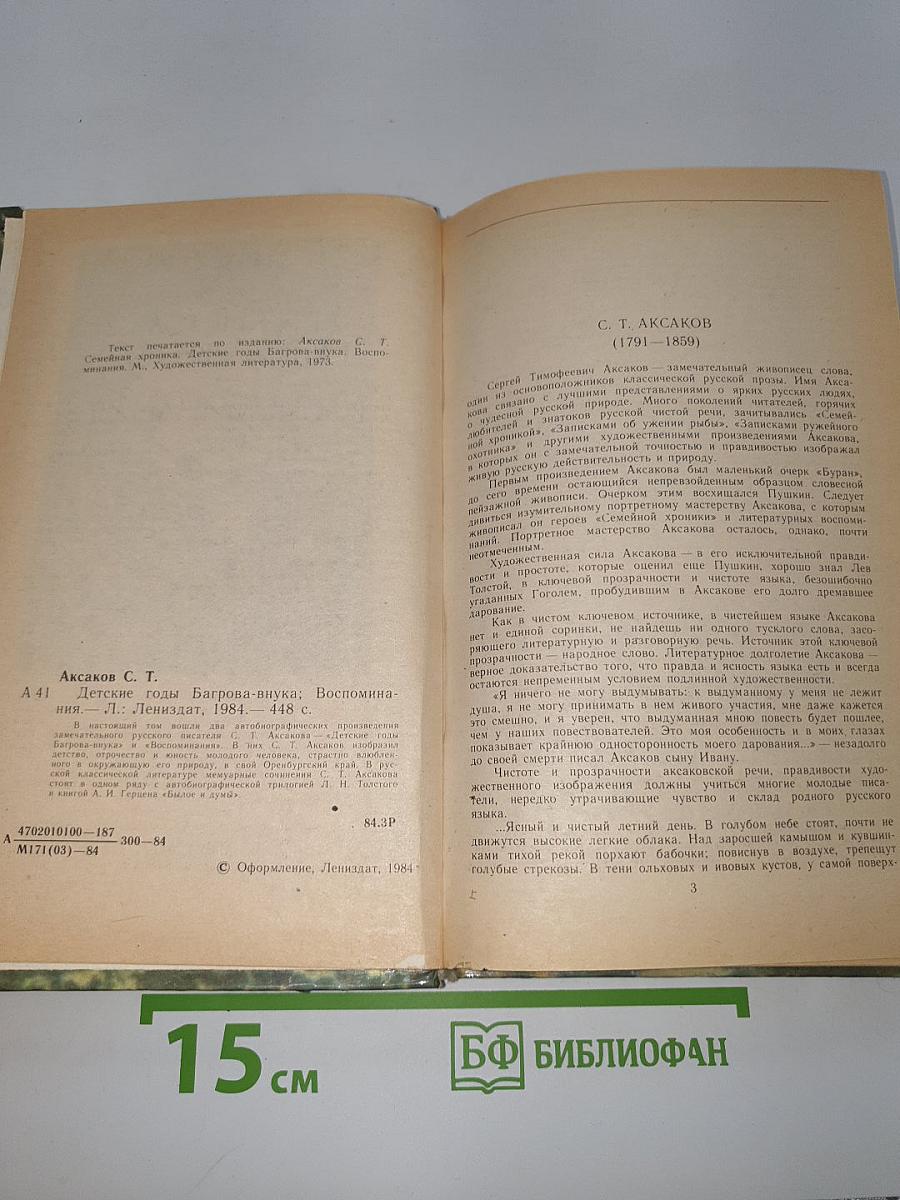 Текст печатается по изданию: Аксаков С. Т.
Семейная хроника. Детские годы Багрова-внука. Воспо-
минания. М., Художественная литература, 1973.
Аксаков С. Т.
А 41 Детские годы Багрова-внука; Воспомина-
ния.— Л.: Лениздат, 1984.— 448 с.
В настоящий том вошли два автобиографических произведения
замечательного русского писателя С. Т. Аксакова — «Детские годы
Багрова-внука» и «Воспоминания». В них С. Т. Аксаков изобразил
детство, отрочество и юность молодого человека, страстно влюблен-
ного в окружающую его природу, в свой Оренбургский край. В рус-
ской классической литературе мемуарные сочинения С. Т. Аксакова
стоят в одном ряду с автобиографической трилогией Л. Н. Толстого
и книгой А. И. Герцена «Былое и думы».
84.3Р
А 4702010100—187
М171(03)—84 300—84
© Оформление, Лениздат, 1984
С. Т. АКСАКОВ
(1791—1859)
Сергей Тимофеевич Аксаков — замечательный живописец слова,
один из основоположников классической русской прозы. Имя Акса-
кова связано с лучшими представлениями о ярких русских людях,
о чудесной русской природе. Много поколений читателей, горячих
любителей и знатоков русской чистой речи, зачитывались «Семей-
ной хроникой», «Записками об ужении рыбы», «Записками ружейного
охотника» и другими художественными произведениями Аксакова,
в которых он с замечательной точностью и правдивостью изображал
живую русскую действительность и природу.
Первым произведением Аксакова был маленький очерк «Буран»,
до сего времени остающийся непревзойденным образцом словесной
пейзажной живописи. Очерком этим восхищался Пушкин. Следует
дивиться изумительному портретному мастерству Аксакова, с которым
живописал он героев «Семейной хроники» и литературных воспоми-
наний. Портретное мастерство Аксакова осталось, однако, почти
неотмеченным.
Художественная сила Аксакова — в его исключительной правди-
вости и простоте, которые оценил еще Пушкин, хорошо знал Лев
Толстой, в ключевой прозрачности и чистоте языка, безошибочно
угаданных Гоголем, пробудившим в Аксакове его долго дремавшее
дарование.
Как в чистом ключевом источнике, в чистейшем языке Аксакова
нет и единой соринки, не найдешь ни одного тусклого слова, засо-
ряющего литературную и разговорную речь. Источник этой ключевой
прозрачности — народное слово. Литературное долголетие Аксакова —
верное доказательство того, что правда и ясность языка есть и всегда
остаются непременным условием подлинной художественности.
«Я ничего не могу выдумывать: к выдуманному у меня не лежит
душа, я не могу принимать в нем живого участия, мне даже кажется
это смешно, и я уверен, что выдуманная мною повесть будет пошлее,
чем у наших повествователей. Это моя особенность и в моих глазах
показывает крайнюю односторонность моего дарования...» — незадолго
до своей смерти писал Аксаков сыну Ивану.
Чистоте и прозрачности аксаковской речи, правдивости худо-
жественного изображения должны учиться многие молодые писа-
тели, нередко утрачивающие чувство и склад родного русского
языка.
...Ясный и чистый летний день. В голубом небе стоят, почти не
движутся высокие легкие облака. Над заросшей камышом и кувшин-
ками тихой рекой порхают бабочки; повиснув в воздухе, трепещут
голубые стрекозы. В тени ольховых и ивовых кустов, у самой поверх-
3
15 см
БФ БИБЛИОФАН